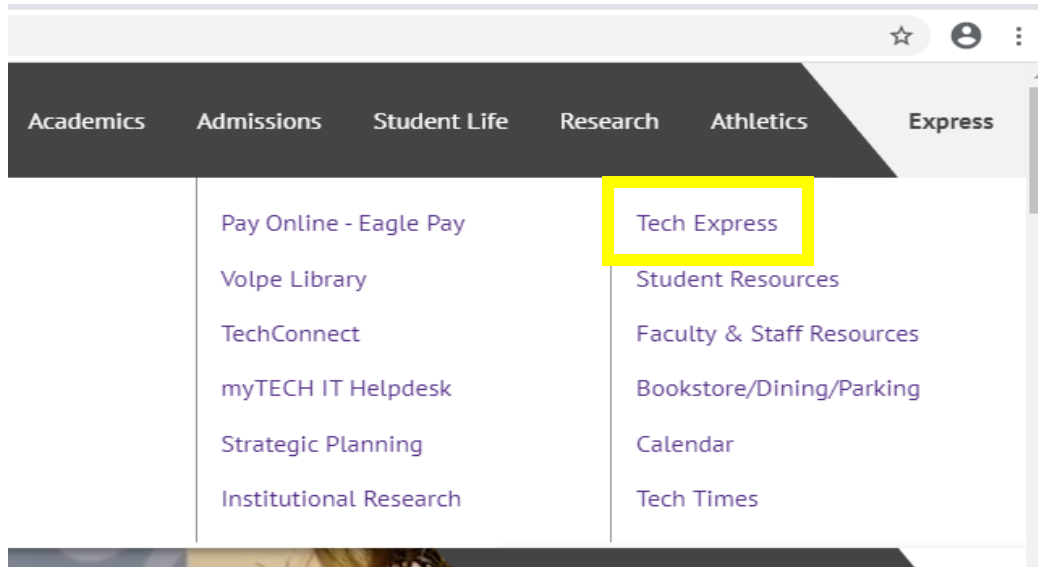 Academics Admissions Student Life Research Athletics Express
Pay Online - Eagle Pay
Volpe Library
TechConnect
myTECH IT Helpdesk
Strategic Planning
Institutional Research
Tech Express
Student Resources
Faculty & Staff Resources
Bookstore/Dining/Parking
Calendar
Tech Times